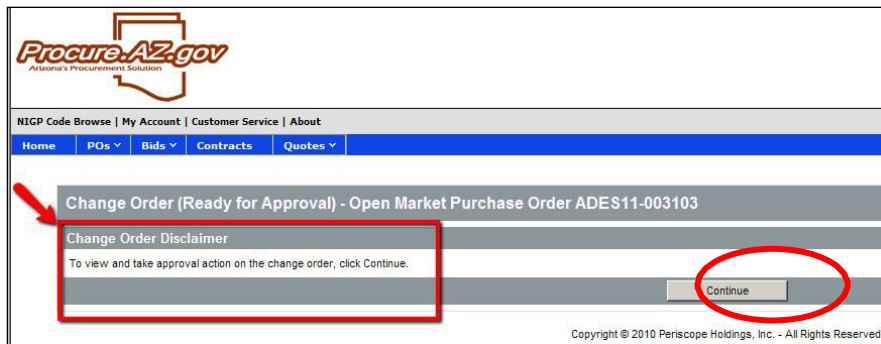 Procure.AZ.gov
Arizona's Procurement Solution
NIGP Code Browse | My Account | Customer Service | About
Home POs Bids Contracts Quotes
Change Order (Ready for Approval) - Open Market Purchase Order ADES11-003103
Change Order Disclaimer
To view and take approval action on the change order, click Continue.
Continue
Copyright © 2010 Periscope Holdings, Inc. - All Rights Reserved